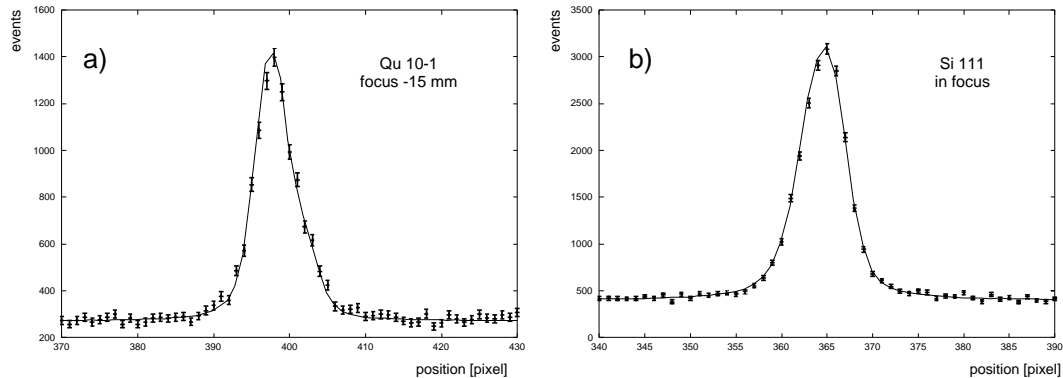 events
1600
1400
1200
1000
800
600
400
200
a)
Qu 10-1
focus -15 mm
370 380 390 400 410 420 430
position [pixel]
events
3500
3000
2500
2000
1500
1000
500
0
b)
Si 111
in focus
340 345 350 355 360 365 370 375 380 385 390
position [pixel]